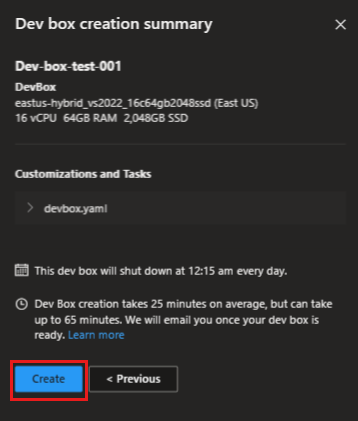 Dev box creation summary
Dev-box-test-001
DevBox
eastus-hybrid_vs2022_16c64gb2048ssd (East US)
16 vCPU 64GB RAM 2,048GB SSD
Customizations and Tasks
devbox.yaml
This dev box will shut down at 12:15 am every day.
Dev Box creation takes 25 minutes on average, but can take
up to 65 minutes. We will email you once your dev box is
ready. Learn more
Create < Previous